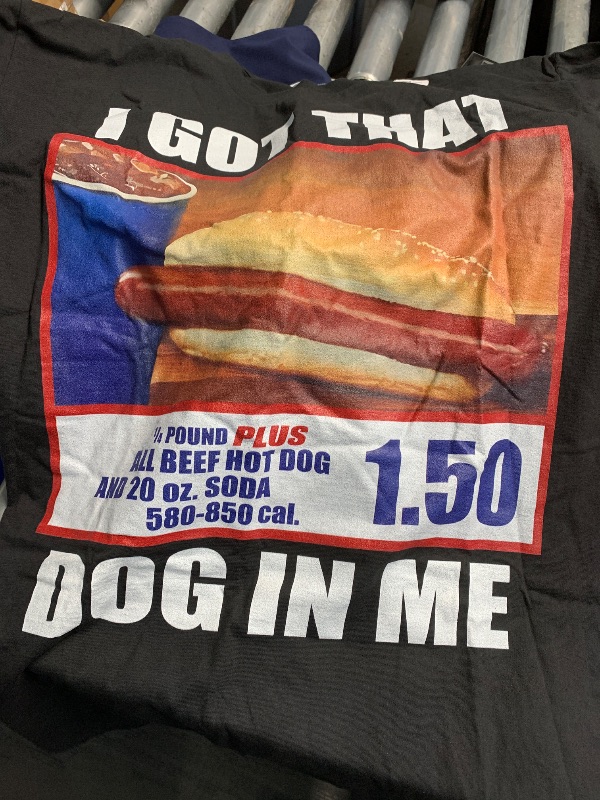 I GOT THAT
¼ POUND PLUS
ALL BEEF HOT DOG
AND 20 oz. SODA
580-850 cal.
1.50
DOG IN ME